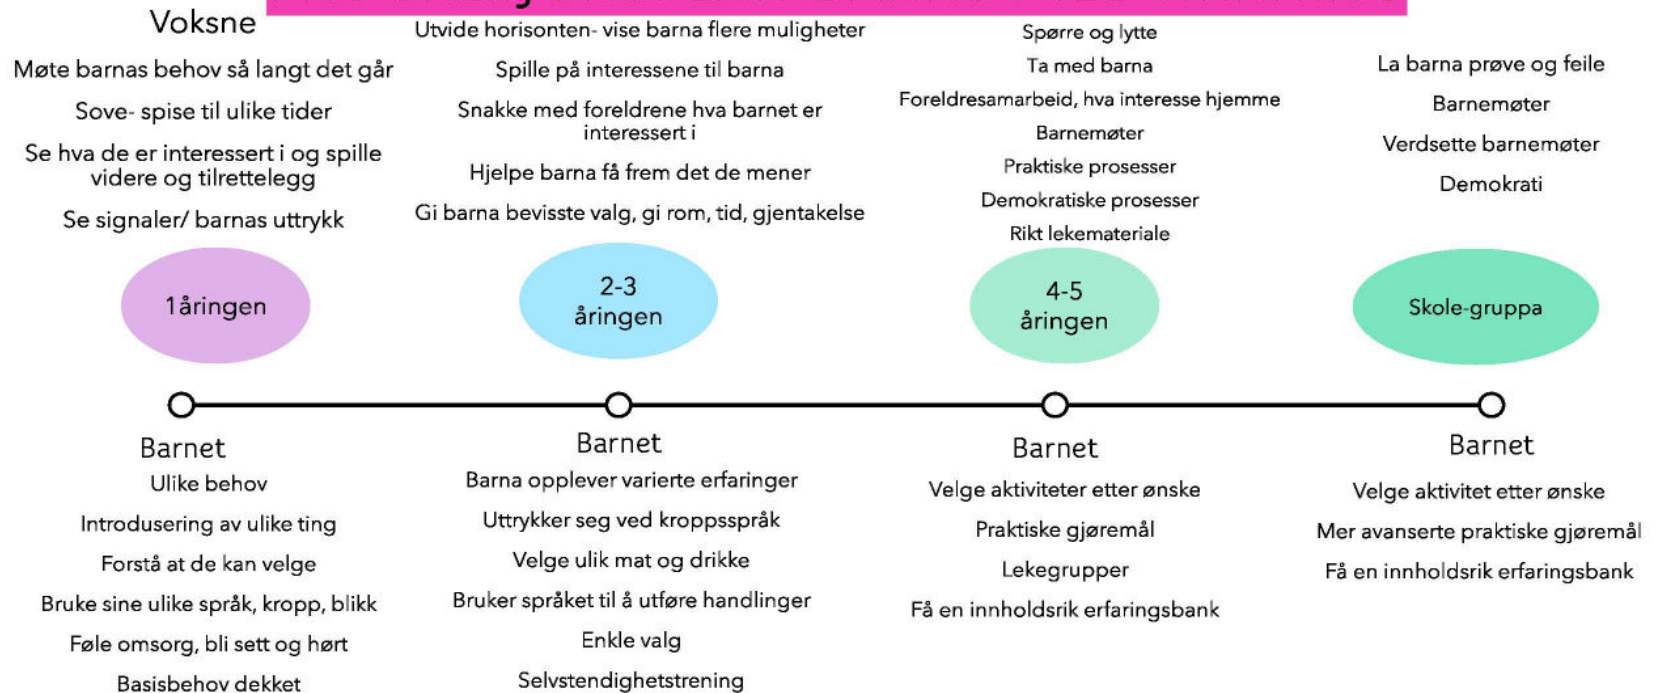 Voksne
Møte barnas behov så langt det går
Sove- spise til ulike tider
Se hva de er interessert i og spille
videre og tilrettelegg
Se signaler/ barnas uttrykk
1åringen
Utvide horisonten- vise barna flere muligheter
Spille på interessene til barna
Snakke med foreldrene hva barnet er
interessert i
Hjelpe barna få frem det de mener
Gi barna bevisste valg, gi rom, tid, gjentakelse
2-3
åringen
Spørre og lytte
Ta med barna
Foreldresamarbeid, hva interesse hjemme
Barnemøter
Praktiske prosesser
Demokratiske prosesser
Rikt lekemateriale
4-5
åringen
La barna prøve og feile
Barnemøter
Verdsette barnemøter
Demokrati
Skole-gruppa
Barnet
Ulike behov
Introdusering av ulike ting
Forstå at de kan velge
Bruke sine ulike språk, kropp, blikk
Føle omsorg, bli sett og hørt
Basisbehov dekket
Barnet
Barna opplever varierte erfaringer
Uttrykker seg ved kroppsspråk
Velge ulik mat og drikke
Bruker språket til å utføre handlinger
Enkle valg
Selvstendighetstrening
Barnet
Velge aktiviteter etter ønske
Praktiske gjøremål
Lekegrupper
Få en innholdsrik erfaringsbank
Barnet
Velge aktivitet etter ønske
Mer avanserte praktiske gjøremål
Få en innholdsrik erfaringsbank